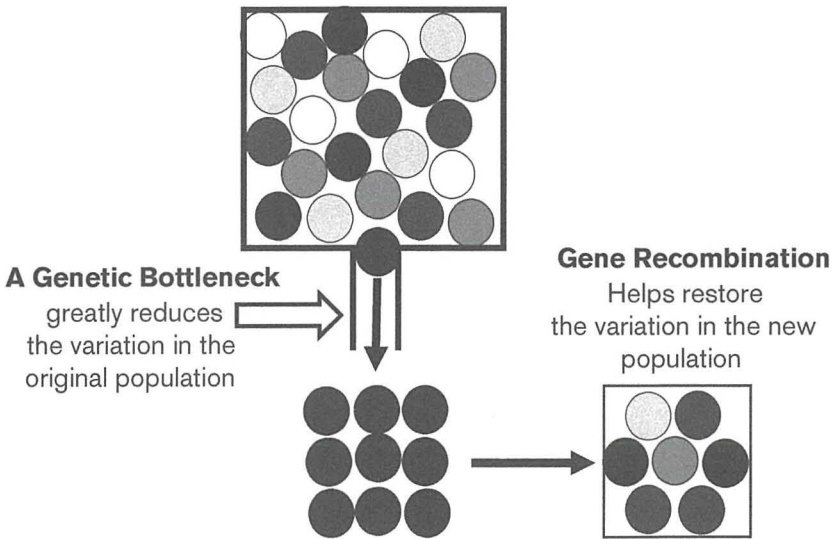 A Genetic Bottleneck
greatly reduces
the variation in the
original population
Gene Recombination
Helps restore
the variation in the new
population